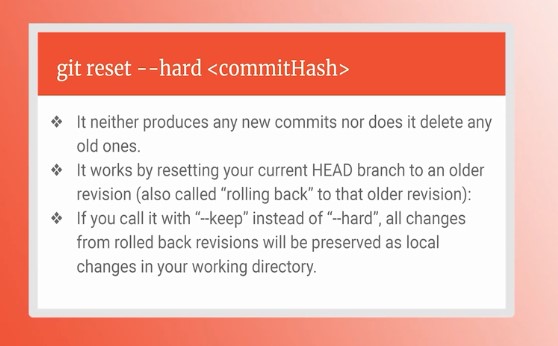 git reset --hard <commitHash>
❖ It neither produces any new commits nor does it delete any
old ones.
❖ It works by resetting your current HEAD branch to an older
revision (also called “rolling back” to that older revision):
❖ If you call it with “--keep” instead of “--hard”, all changes
from rolled back revisions will be preserved as local
changes in your working directory.